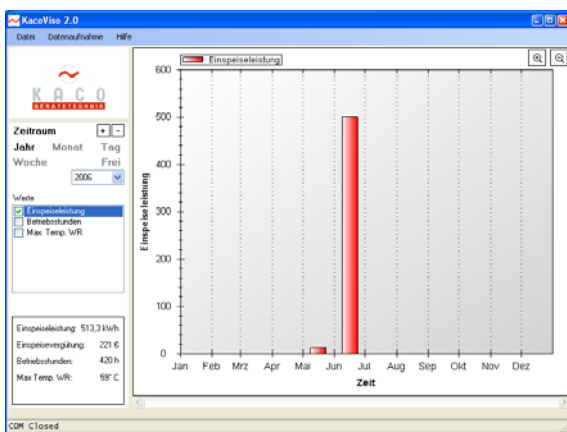 KacoViso 2.0
Datei Datenaufnahme Hilfe
KACO
GERÄTETECHNIK
Zeitraum + -
Jahr Monat Tag
Woche Frei
2006
Werte
Einspeiseleistung
Betriebsstunden
Max. Temp. WR
Einspeiseleistung: 513,3 kWh
Einspeisevergütung: 221 €
Betriebsstunden: 420 h
Max Temp. WR: 59° C
Einspeiseleistung
600
500
400
300
200
100
0
Einspeiseleistung
Jan Feb Mrz Apr Mai Jun Jul Aug Sep Okt Nov Dez
Zeit
COM Closed